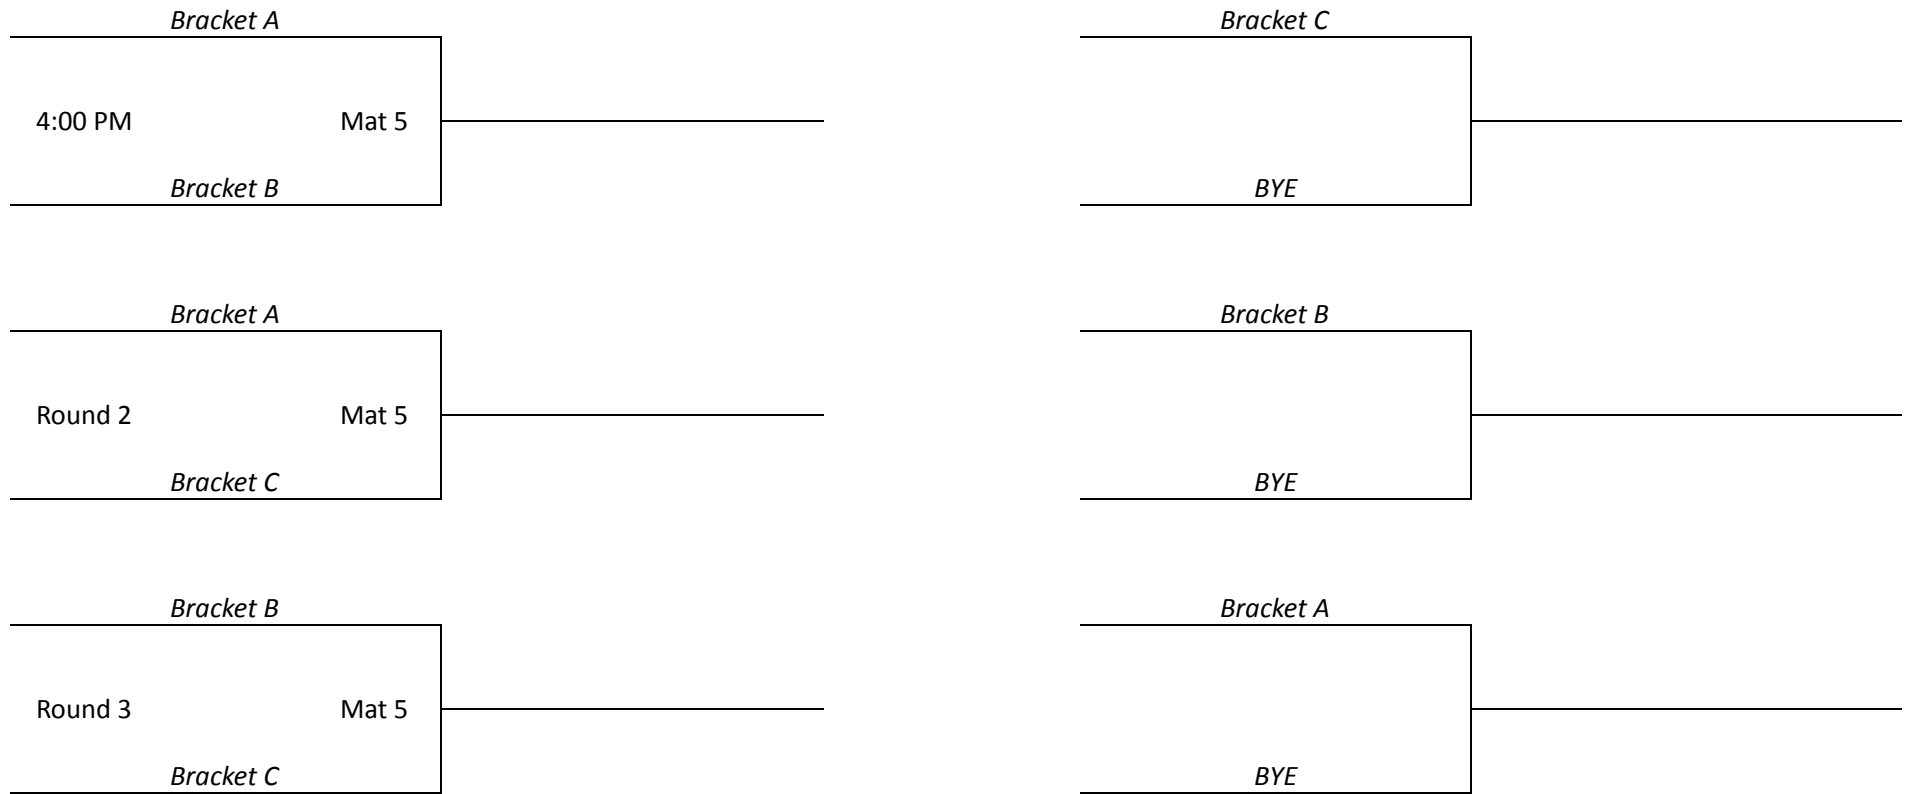 Bracket A
4:00 PM Mat 5
Bracket B
Bracket C
BYE
Bracket A
Round 2 Mat 5
Bracket C
Bracket B
BYE
Bracket B
Round 3 Mat 5
Bracket C
Bracket A
BYE